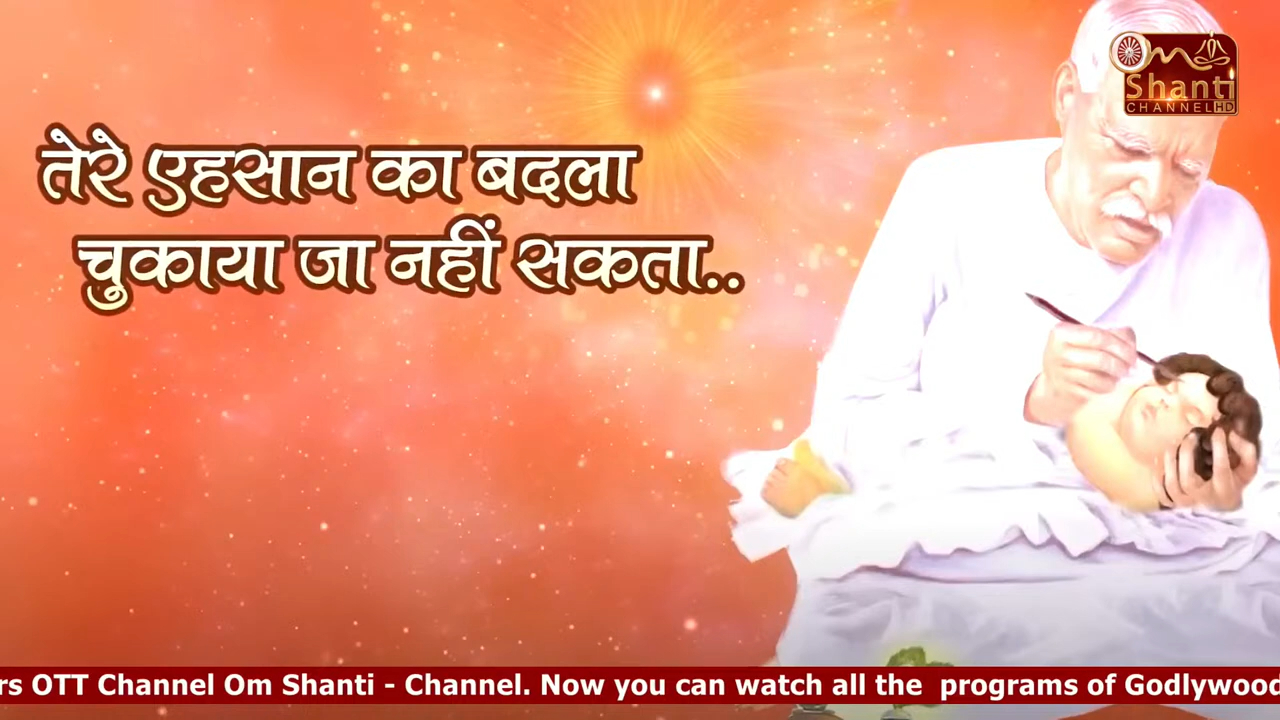 तेरे एहसान का बदला
चुकाया जा नहीं सकता..
Om
Shanti
CHANNEL HD
rs OTT Channel Om Shanti - Channel. Now you can watch all the programs of Godlywood